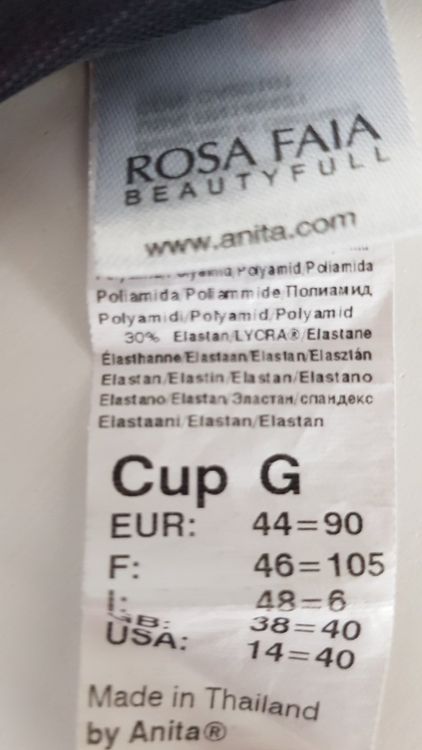 ROSA FAIA
BEAUTYFULL
www.anita.com
Polyamid/Poliamida
Poliamida/Poliammide/Полиамид
Polyamidi/Polyamid/Polyamid
30% Elastan/LYCRA®/Elastane
Élasthanne/Elastaan/Elastan/Elasztán
Elastan/Elastin/Elastan/Elastano
Elastano/Elastan/Эластан/спандекс
Elastaani/Elastan/Elastan
Cup G
EUR: 44=90
F: 46=105
I: 48=6
GB: 38=40
USA: 14=40
Made in Thailand
by Anita®